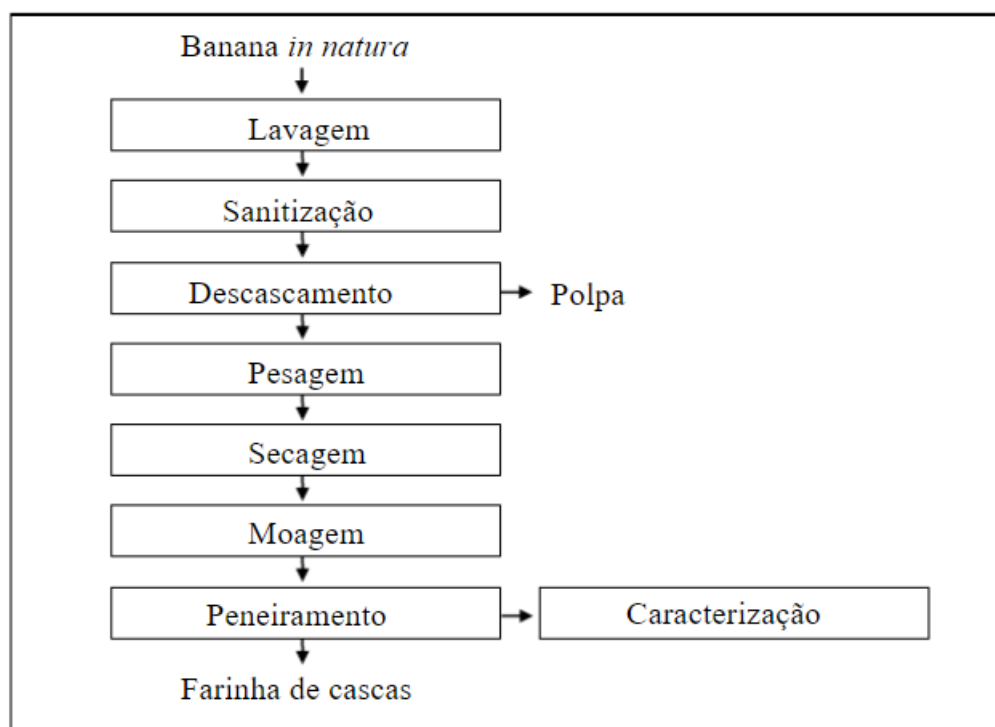 Banana in natura
Lavagem
Sanitização
Descascamento
Polpa
Pesagem
Secagem
Moagem
Peneiramento
Caracterização
Farinha de cascas